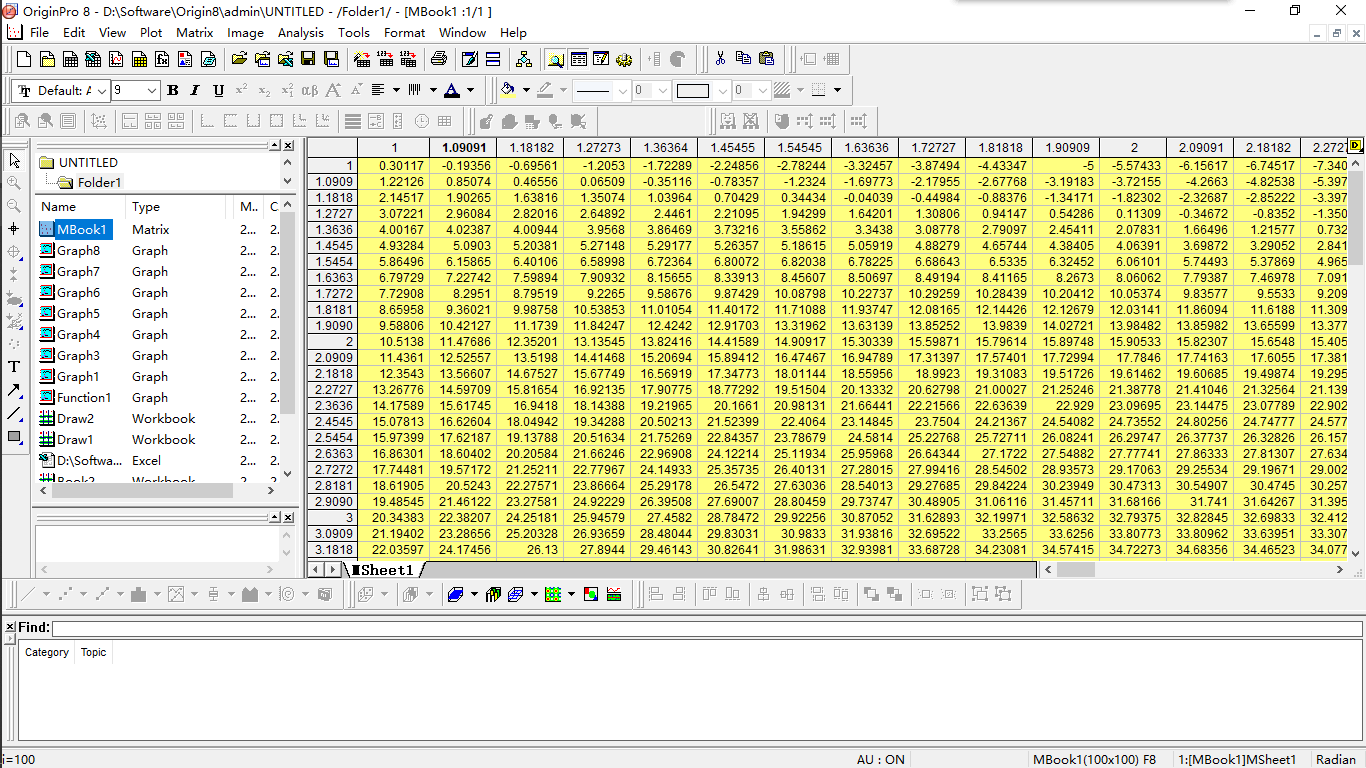 OriginPro 8 - D:\Software\Origin8\admin\UNTITLED - /Folder1/ - [MBook1 :1/1 ]
File Edit View Plot Matrix Image Analysis Tools Format Window Help
Default: A 9 B I U x² x₂ αβ A A A 0 0
UNTITLED
Folder1
Name Type M.. C
MBook1 Matrix 2... 2.
Graph8 Graph 2... 2.
Graph7 Graph 2... 2.
Graph6 Graph 2... 2.
Graph5 Graph 2... 2.
Graph4 Graph 2... 2.
Graph3 Graph 2... 2.
Graph1 Graph 2... 2.
Function1 Graph 2... 2.
Draw2 Workbook 2... 2.
Draw1 Workbook 2... 2.
D:\Softwa... Excel 2... 2.
Book2 Workbook 2... 2.
1 1.09091 1.18182 1.27273 1.36364 1.45455 1.54545 1.63636 1.72727 1.81818 1.90909 2 2.09091 2.18182 2.2727
1 0.30117 -0.19356 -0.69561 -1.2053 -1.72289 -2.24856 -2.78244 -3.32457 -3.87494 -4.43347 -5 -5.57433 -6.15617 -6.74517 -7.340
1.0909 1.22126 0.85074 0.46556 0.06509 -0.35116 -0.78357 -1.2324 -1.69773 -2.17955 -2.67768 -3.19183 -3.72155 -4.2663 -4.82538 -5.397
1.1818 2.14517 1.90265 1.63816 1.35074 1.03964 0.70429 0.34434 -0.04039 -0.44984 -0.88376 -1.34171 -1.82302 -2.32687 -2.85222 -3.397
1.2727 3.07221 2.96084 2.82016 2.64892 2.4461 2.21095 1.94299 1.64201 1.30806 0.94147 0.54286 0.11309 -0.34672 -0.8352 -1.350
1.3636 4.00167 4.02387 4.00944 3.9568 3.86469 3.73216 3.55862 3.3438 3.08778 2.79097 2.45411 2.07831 1.66496 1.21577 0.732
1.4545 4.93284 5.0903 5.20381 5.27148 5.29177 5.26357 5.18615 5.05919 4.88279 4.65744 4.38405 4.06391 3.69872 3.29052 2.841
1.5454 5.86496 6.15865 6.40106 6.58998 6.72364 6.80072 6.82038 6.78225 6.68643 6.5335 6.32452 6.06101 5.74493 5.37869 4.965
1.6363 6.79729 7.22742 7.59894 7.90932 8.15655 8.33913 8.45607 8.50697 8.49194 8.41165 8.2673 8.06062 7.79387 7.46978 7.091
1.7272 7.72908 8.2951 8.79519 9.2265 9.58676 9.87429 10.08798 10.22737 10.29259 10.28439 10.20412 10.05374 9.83577 9.5533 9.209
1.8181 8.65958 9.36021 9.98758 10.53853 11.01054 11.40172 11.71088 11.93747 12.08165 12.14426 12.12679 12.03141 11.86094 11.6188 11.309
1.9090 9.58806 10.42127 11.1739 11.84247 12.4242 12.91703 13.31962 13.63139 13.85252 13.9839 14.02721 13.98482 13.85982 13.65599 13.377
2 10.5138 11.47686 12.35201 13.13545 13.82416 14.41589 14.90917 15.30339 15.59871 15.79614 15.89748 15.90533 15.82307 15.6548 15.405
2.0909 11.4361 12.52557 13.5198 14.41468 15.20694 15.89412 16.47467 16.94789 17.31397 17.57401 17.72994 17.7846 17.74163 17.6055 17.381
2.1818 12.3543 13.56607 14.67527 15.67749 16.56919 17.34773 18.01144 18.55956 18.9923 19.31083 19.51726 19.61462 19.60685 19.49874 19.295
2.2727 13.26776 14.59709 15.81654 16.92135 17.90775 18.77292 19.51504 20.13332 20.62798 21.00027 21.25246 21.38778 21.41046 21.32564 21.139
2.3636 14.17589 15.61745 16.9418 18.14388 19.21965 20.1661 20.98131 21.66441 22.21566 22.63639 22.929 23.09695 23.14475 23.07789 22.902
2.4545 15.07813 16.62604 18.04942 19.34288 20.50213 21.52399 22.4064 23.14845 23.7504 24.21367 24.54082 24.73552 24.80256 24.74777 24.577
2.5454 15.97399 17.62187 19.13788 20.51634 21.75269 22.84357 23.78679 24.5814 25.22768 25.72711 26.08241 26.29747 26.37737 26.32826 26.157
2.6363 16.86301 18.60402 20.20584 21.66246 22.96908 24.12214 25.11934 25.95968 26.64344 27.1722 27.54882 27.77741 27.86333 27.81307 27.634
2.7272 17.74481 19.57172 21.25211 22.77967 24.14933 25.35735 26.40131 27.28015 27.99416 28.54502 28.93573 29.17063 29.25534 29.19671 29.002
2.8181 18.61905 20.5243 22.27571 23.86664 25.29178 26.5472 27.63036 28.54013 29.27685 29.84224 30.23949 30.47313 30.54907 30.4745 30.257
2.9090 19.48545 21.46122 23.27581 24.92229 26.39508 27.69007 28.80459 29.73747 30.48905 31.06116 31.45711 31.68166 31.741 31.64267 31.395
3 20.34383 22.38207 24.25181 25.94579 27.4582 28.78472 29.92256 30.87052 31.62893 32.19971 32.58632 32.79375 32.82845 32.69833 32.412
3.0909 21.19402 23.28656 25.20328 26.93659 28.48044 29.83031 30.9833 31.93816 32.69522 33.2565 33.6256 33.80773 33.80962 33.63951 33.307
3.1818 22.03597 24.17456 26.13 27.8944 29.46143 30.82641 31.98631 32.93981 33.68728 34.23081 34.57415 34.72273 34.68356 34.46523 34.077
MSheet1
Find:
Category Topic
i=100 AU : ON MBook1(100x100) F8 1:[MBook1]MSheet1 Radian